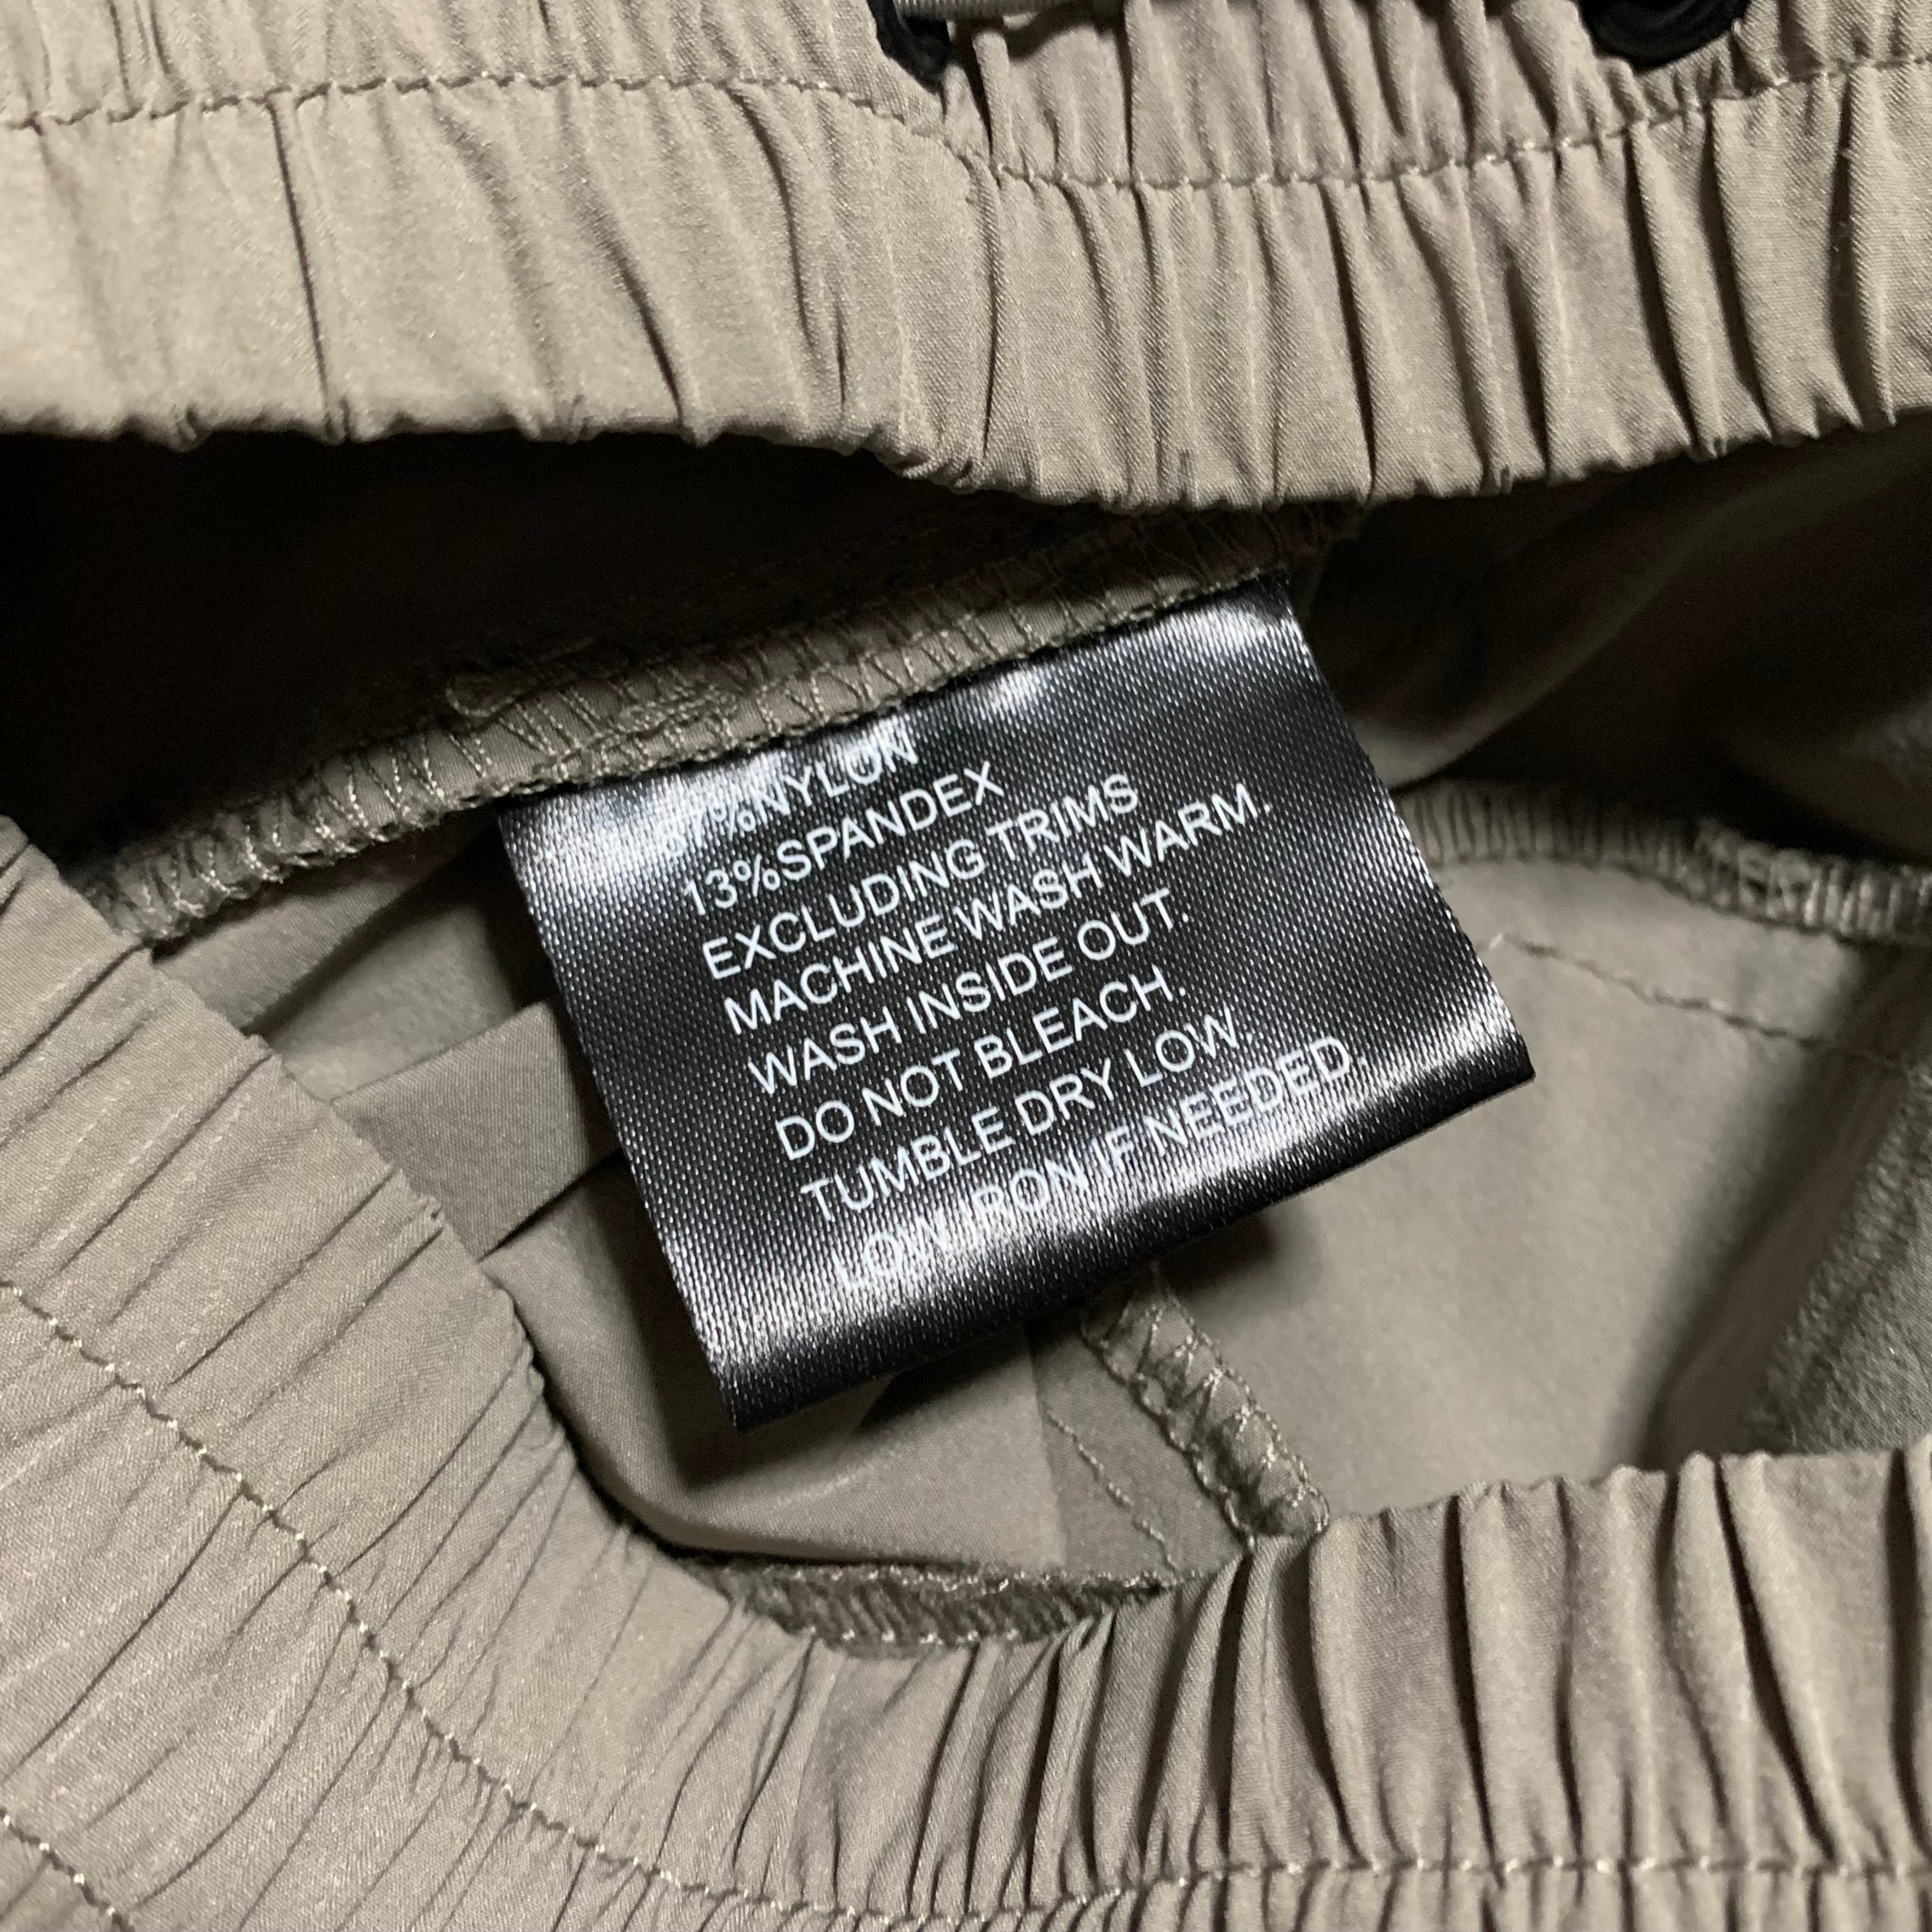 87%NYLON
13%SPANDEX
EXCLUDING TRIMS
MACHINE WASH WARM.
WASH INSIDE OUT.
DO NOT BLEACH.
TUMBLE DRY LOW.
LOW IRON IF NEEDED.